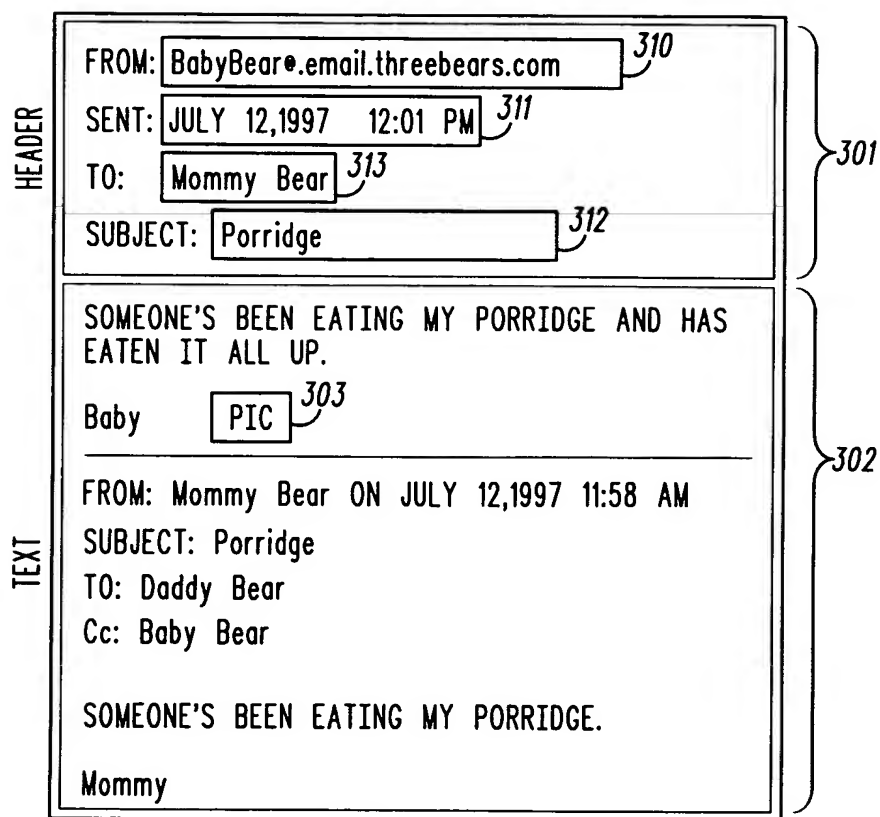 HEADER
FROM: BabyBear@.email.threebears.com 310
SENT: JULY 12,1997 12:01 PM 311
TO: Mommy Bear 313
SUBJECT: Porridge 312
301
TEXT
SOMEONE'S BEEN EATING MY PORRIDGE AND HAS
EATEN IT ALL UP.
Baby PIC 303
302
FROM: Mommy Bear ON JULY 12,1997 11:58 AM
SUBJECT: Porridge
TO: Daddy Bear
Cc: Baby Bear
SOMEONE'S BEEN EATING MY PORRIDGE.
Mommy